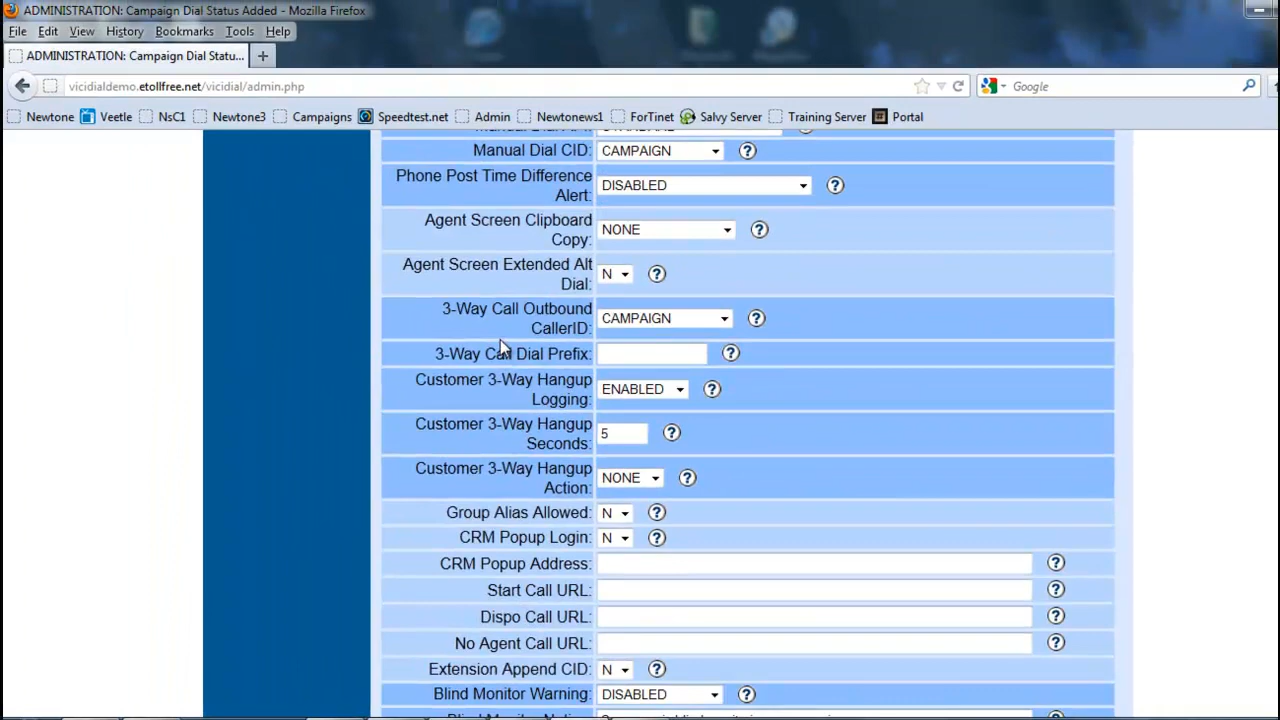 ADMINISTRATION: Campaign Dial Status Added - Mozilla Firefox
File Edit View History Bookmarks Tools Help
ADMINISTRATION: Campaign Dial Statu... +
vicidialdemo.etollfree.net/vicidial/admin.php Google
Newtone Veetle NsC1 Newtone3 Campaigns Speedtest.net Admin Newtonews1 ForTinet Salvy Server Training Server Portal
Manual Dial CID: CAMPAIGN ?
Phone Post Time Difference
Alert: DISABLED ?
Agent Screen Clipboard
Copy: NONE ?
Agent Screen Extended Alt
Dial: N ?
3-Way Call Outbound
CallerID: CAMPAIGN ?
3-Way Call Dial Prefix: ?
Customer 3-Way Hangup
Logging: ENABLED ?
Customer 3-Way Hangup
Seconds: 5 ?
Customer 3-Way Hangup
Action: NONE ?
Group Alias Allowed: N ?
CRM Popup Login: N ?
CRM Popup Address: ?
Start Call URL: ?
Dispo Call URL: ?
No Agent Call URL: ?
Extension Append CID: N ?
Blind Monitor Warning: DISABLED ?